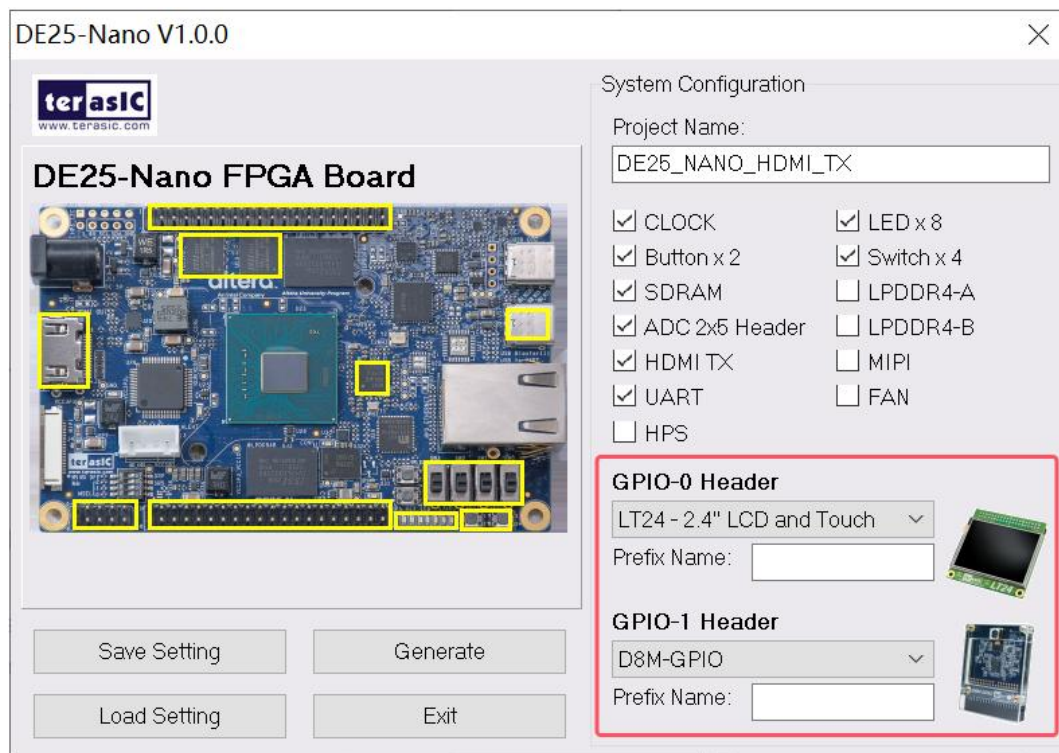 DE25-Nano V1.0.0
terasIC
www.terasic.com
DE25-Nano FPGA Board
altera
terasIC
Save Setting
Generate
Load Setting
Exit
System Configuration
Project Name:
DE25_NANO_HDMI_TX
CLOCK
LED x 8
Button x 2
Switch x 4
SDRAM
LPDDR4-A
ADC 2x5 Header
LPDDR4-B
HDMI TX
MIPI
UART
FAN
HPS
GPIO-0 Header
LT24 - 2.4" LCD and Touch
Prefix Name:
LT24
GPIO-1 Header
D8M-GPIO
Prefix Name: